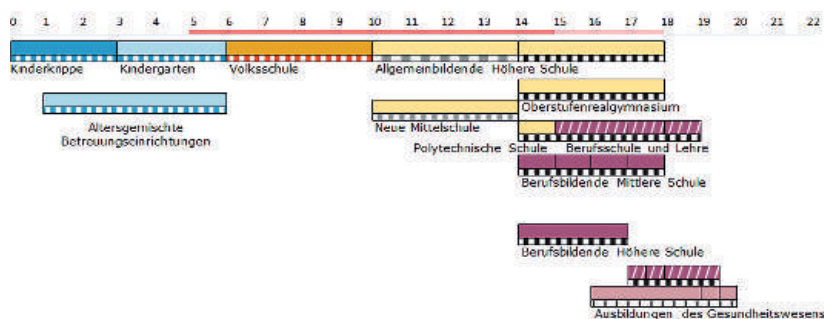 0 1 2 3 4 5 6 7 8 9 10 11 12 13 14 15 16 17 18 19 20 21 22
Kinderkrippe Kindergarten Volksschule Allgemeinbildende Höhere Schule
Oberstufenrealgymnasium
Altersgemischte
Betreuungseinrichtungen
Neue Mittelschule
Polytechnische Schule Berufsschule und Lehre
Berufsbildende Mittlere Schule
Berufsbildende Höhere Schule
Ausbildungen des Gesundheitswesens